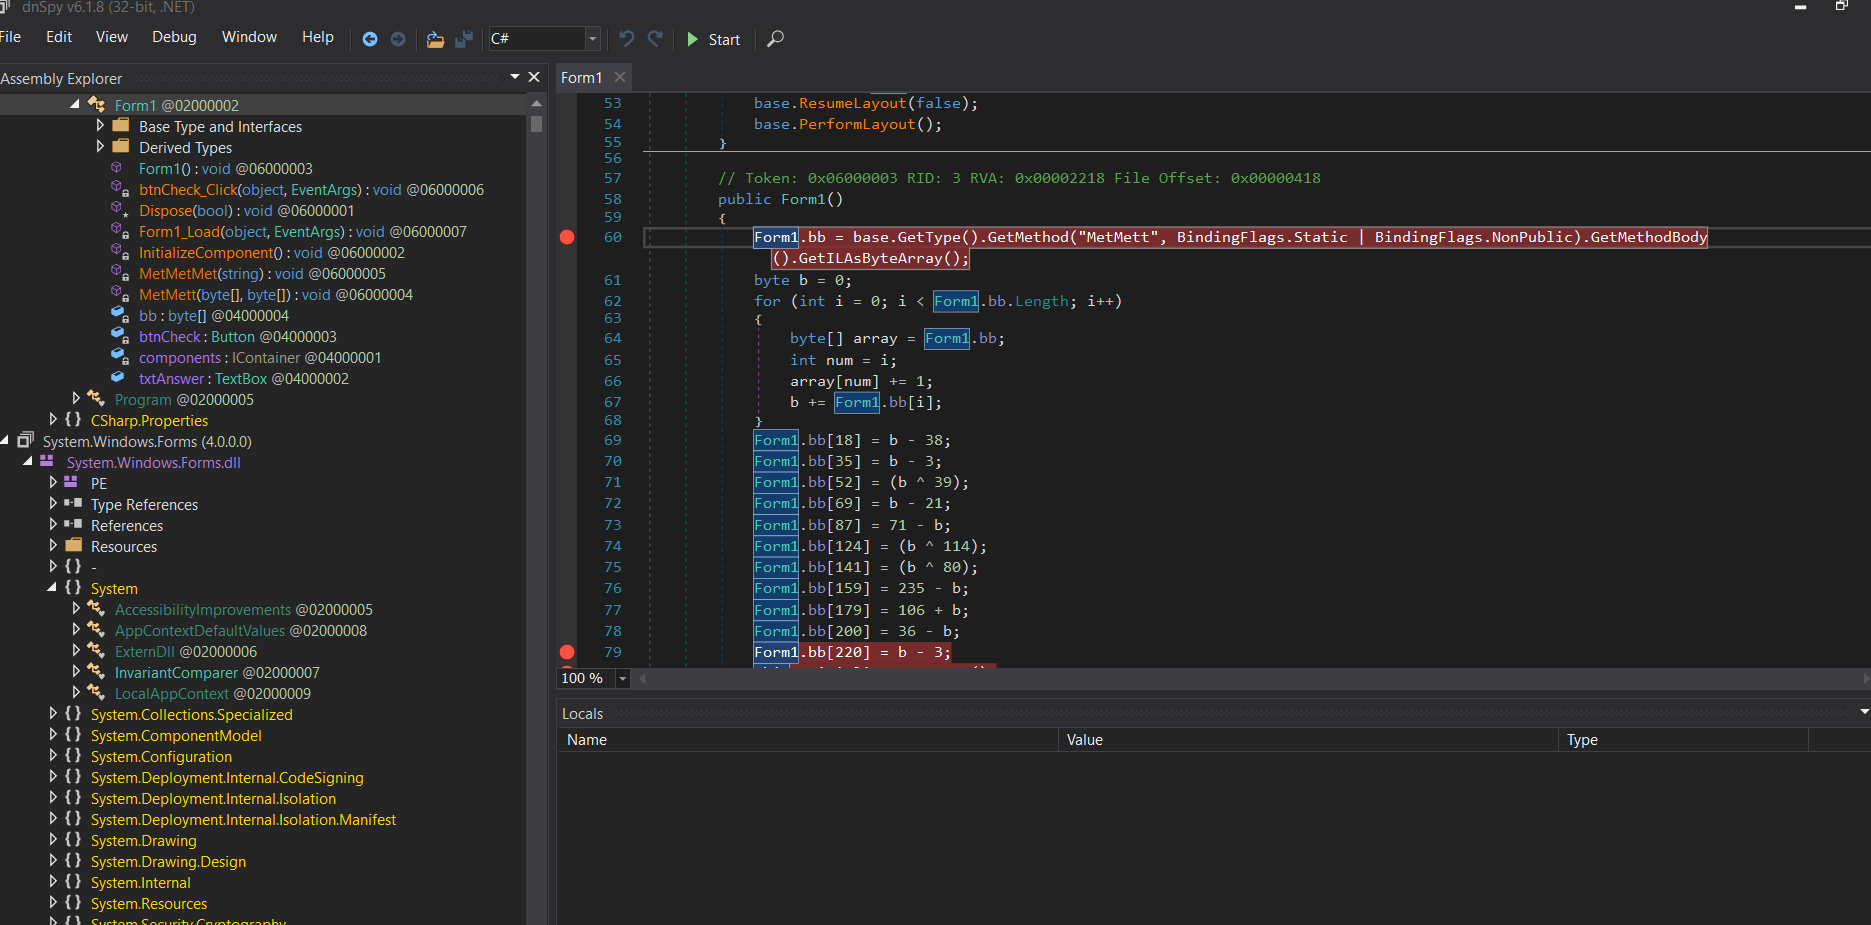 dnSpy v6.1.8 (32-bit, .NET)
File Edit View Debug Window Help C# Start
Assembly Explorer
Form1 @02000002
Base Type and Interfaces
Derived Types
Form1() : void @06000003
btnCheck_Click(object, EventArgs) : void @06000006
Dispose(bool) : void @06000001
Form1_Load(object, EventArgs) : void @06000007
InitializeComponent() : void @06000002
MetMetMet(string) : void @06000005
MetMett(byte[], byte[]) : void @06000004
bb : byte[] @04000004
btnCheck : Button @04000003
components : IContainer @04000001
txtAnswer : TextBox @04000002
Program @02000005
{} CSharp.Properties
System.Windows.Forms (4.0.0.0)
System.Windows.Forms.dll
PE
Type References
References
Resources
{} -
{} System
AccessibilityImprovements @02000005
AppContextDefaultValues @02000008
ExternDll @02000006
InvariantComparer @02000007
LocalAppContext @02000009
{} System.Collections.Specialized
{} System.ComponentModel
{} System.Configuration
{} System.Deployment.Internal.CodeSigning
{} System.Deployment.Internal.Isolation
{} System.Deployment.Internal.Isolation.Manifest
{} System.Drawing
{} System.Drawing.Design
{} System.Internal
{} System.Resources
{} System.Security.Cryptography
Form1
53 base.ResumeLayout(false);
54 base.PerformLayout();
55 }
56
57 // Token: 0x06000003 RID: 3 RVA: 0x00002218 File Offset: 0x00000418
58 public Form1()
59 {
60 Form1.bb = base.GetType().GetMethod("MetMett", BindingFlags.Static | BindingFlags.NonPublic).GetMethodBody
().GetILAsByteArray();
61 byte b = 0;
62 for (int i = 0; i < Form1.bb.Length; i++)
63 {
64 byte[] array = Form1.bb;
65 int num = i;
66 array[num] += 1;
67 b += Form1.bb[i];
68 }
69 Form1.bb[18] = b - 38;
70 Form1.bb[35] = b - 3;
71 Form1.bb[52] = (b ^ 39);
72 Form1.bb[69] = b - 21;
73 Form1.bb[87] = 71 - b;
74 Form1.bb[124] = (b ^ 114);
75 Form1.bb[141] = (b ^ 80);
76 Form1.bb[159] = 235 - b;
77 Form1.bb[179] = 106 + b;
78 Form1.bb[200] = 36 - b;
79 Form1.bb[220] = b - 3;
100 %
Locals
Name Value Type